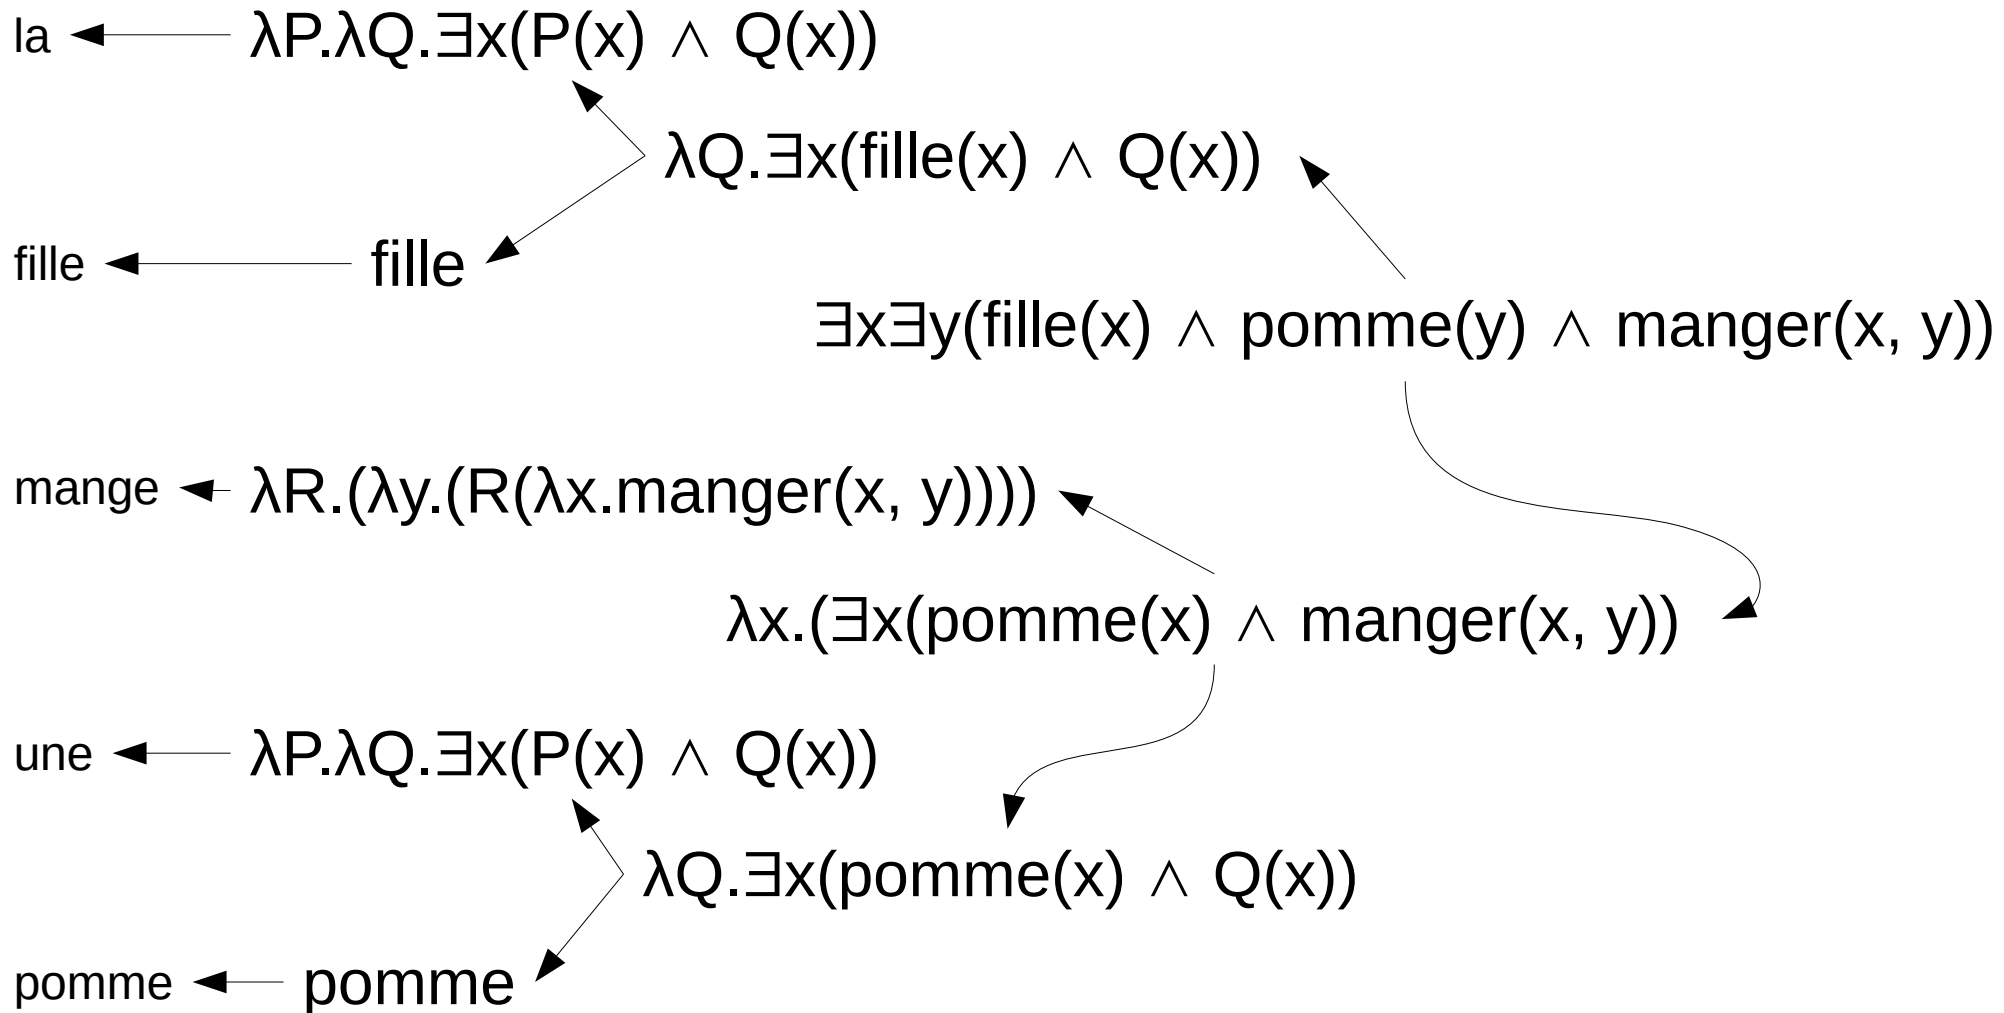 la λP.λQ.∃x(P(x) ∧ Q(x))
λQ.∃x(fille(x) ∧ Q(x))
fille fille
∃x∃y(fille(x) ∧ pomme(y) ∧ manger(x, y))
mange λR.(λy.(R(λx.manger(x, y))))
λx.(∃x(pomme(x) ∧ manger(x, y))
une λP.λQ.∃x(P(x) ∧ Q(x))
λQ.∃x(pomme(x) ∧ Q(x))
pomme pomme